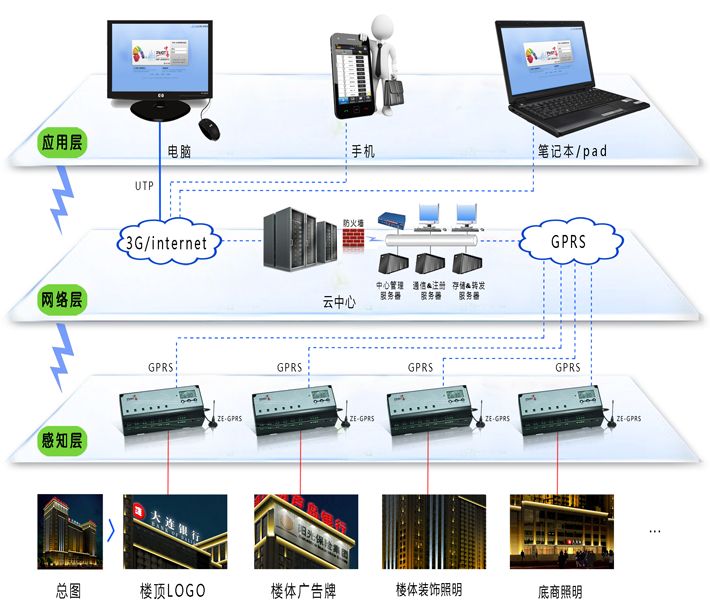 应用层
电脑
手机
笔记本/pad
UTP
3G/internet
防火墙
GPRS
中心管理
服务器
通信&注册
服务器
存储&转发
服务器
云中心
网络层
GPRS
GPRS
GPRS
GPRS
ZE-GPRS
ZE-GPRS
ZE-GPRS
ZE-GPRS
感知层
大连银行
BANK OF DALIAN
总图
楼顶LOGO
楼体广告牌
楼体装饰照明
底商照明
...